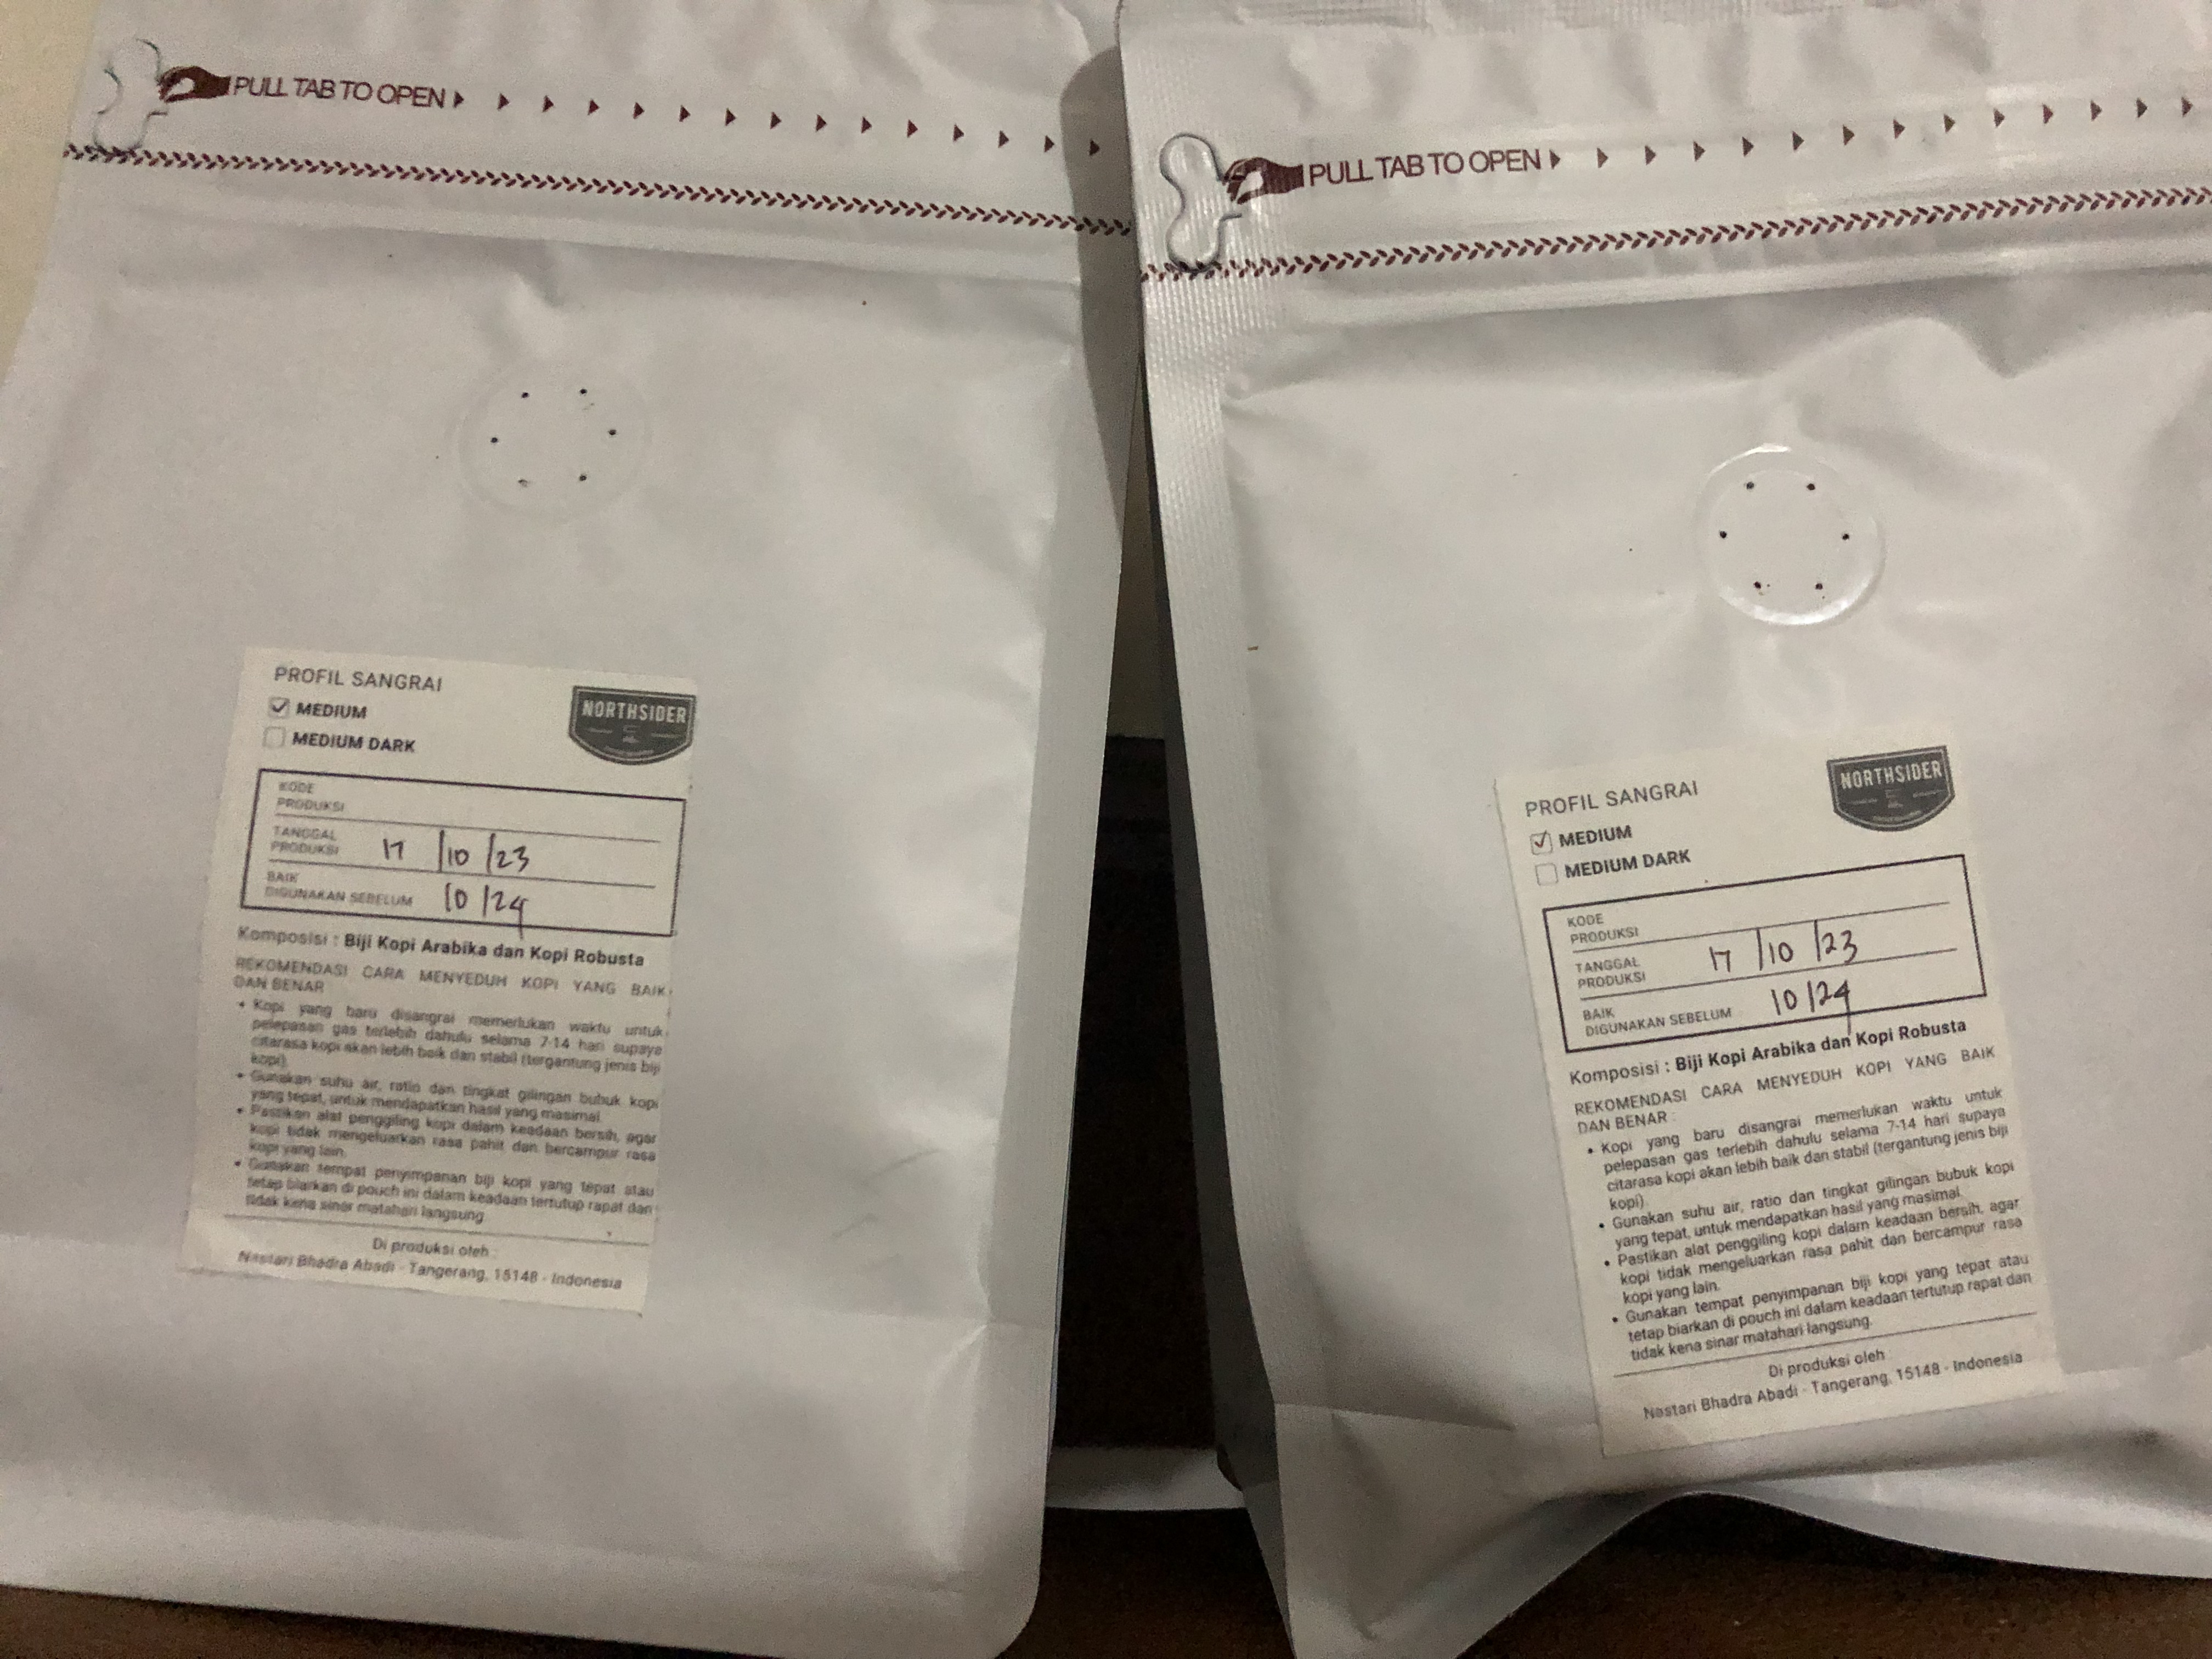 PULL TAB TO OPEN
PROFIL SANGRAI
MEDIUM
MEDIUM DARK
NORTHSIDER
KODE
PRODUKSI
TANGGAL
PRODUKSI
17 / 10 / 23
BAIK
DIGUNAKAN SEBELUM
10 / 24
Komposisi : Biji Kopi Arabika dan Kopi Robusta
REKOMENDASI CARA MENYEDUH KOPI YANG BAIK
DAN BENAR
• Kopi yang baru disangrai memerlukan waktu untuk
pelepasan gas terlebih dahulu selama 7-14 hari supaya
citarasa kopi akan lebih baik dan stabil (tergantung jenis biji
kopi).
• Gunakan suhu air, ratio dan tingkat gilingan bubuk kopi
yang tepat, untuk mendapatkan hasil yang masimal.
• Pastikan alat penggiling kopi dalam keadaan bersih, agar
kopi tidak mengeluarkan rasa pahit dan bercampur rasa
kopi yang lain.
• Gunakan tempat penyimpanan biji kopi yang tepat atau
tetap biarkan di pouch ini dalam keadaan tertutup rapat dan
tidak kena sinar matahari langsung.
Di produksi oleh :
Nastari Bhadra Abadi - Tangerang, 15148 - Indonesia
PULL TAB TO OPEN
PROFIL SANGRAI
MEDIUM
MEDIUM DARK
NORTHSIDER
KODE
PRODUKSI
TANGGAL
PRODUKSI
17 / 10 / 23
BAIK
DIGUNAKAN SEBELUM
10 / 24
Komposisi : Biji Kopi Arabika dan Kopi Robusta
REKOMENDASI CARA MENYEDUH KOPI YANG BAIK
DAN BENAR :
• Kopi yang baru disangrai memerlukan waktu untuk
pelepasan gas terlebih dahulu selama 7-14 hari supaya
citarasa kopi akan lebih baik dan stabil (tergantung jenis biji
kopi).
• Gunakan suhu air, ratio dan tingkat gilingan bubuk kopi
yang tepat, untuk mendapatkan hasil yang masimal.
• Pastikan alat penggiling kopi dalam keadaan bersih, agar
kopi tidak mengeluarkan rasa pahit dan bercampur rasa
kopi yang lain.
• Gunakan tempat penyimpanan biji kopi yang tepat atau
tetap biarkan di pouch ini dalam keadaan tertutup rapat dan
tidak kena sinar matahari langsung.
Di produksi oleh
Nastari Bhadra Abadi - Tangerang, 15148 - Indonesia